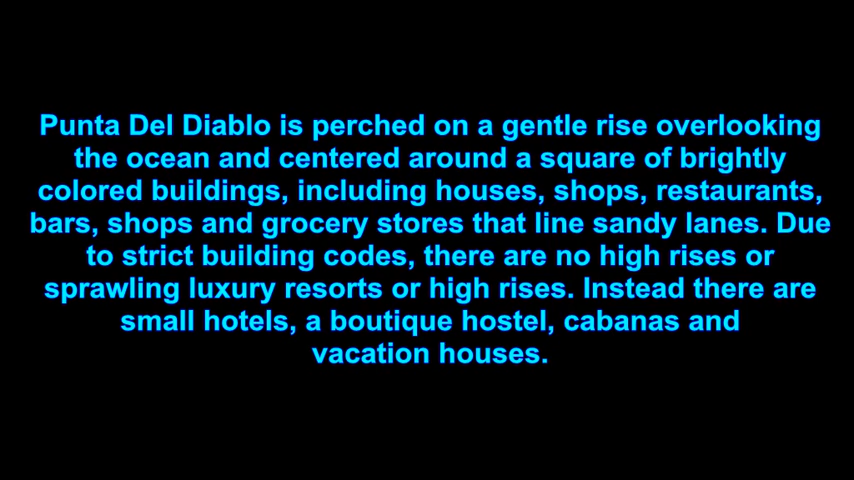 Punta Del Diablo is perched on a gentle rise overlooking
the ocean and centered around a square of brightly
colored buildings, including houses, shops, restaurants,
bars, shops and grocery stores that line sandy lanes. Due
to strict building codes, there are no high rises or
sprawling luxury resorts or high rises. Instead there are
small hotels, a boutique hostel, cabanas and
vacation houses.